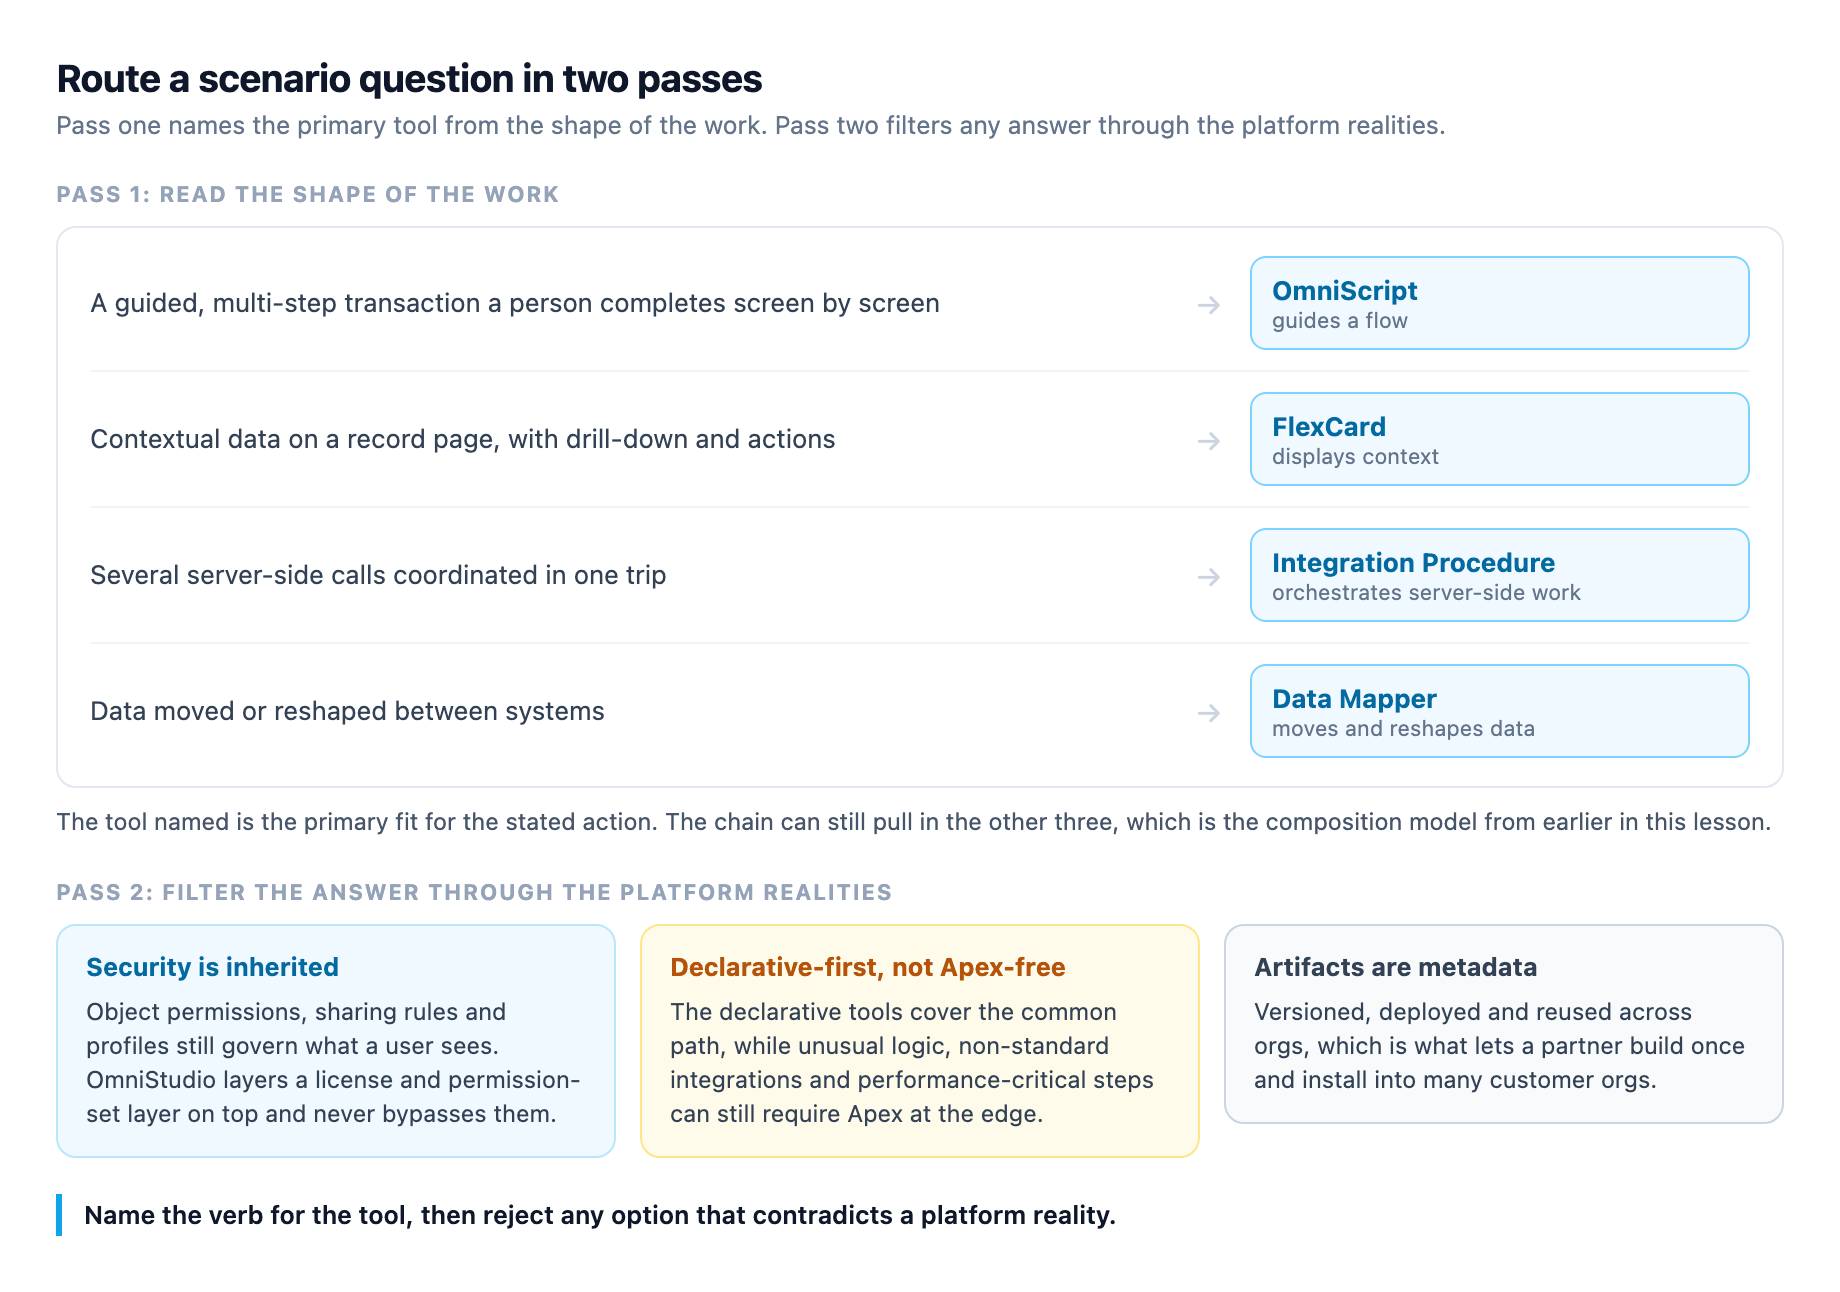 Route a scenario question in two passes
Pass one names the primary tool from the shape of the work. Pass two filters any answer through the platform realities.
PASS 1: READ THE SHAPE OF THE WORK
A guided, multi-step transaction a person completes screen by screen
→
OmniScript
guides a flow
Contextual data on a record page, with drill-down and actions
→
FlexCard
displays context
Several server-side calls coordinated in one trip
→
Integration Procedure
orchestrates server-side work
Data moved or reshaped between systems
→
Data Mapper
moves and reshapes data
The tool named is the primary fit for the stated action. The chain can still pull in the other three, which is the composition model from earlier in this lesson.
PASS 2: FILTER THE ANSWER THROUGH THE PLATFORM REALITIES
Security is inherited
Object permissions, sharing rules and
profiles still govern what a user sees.
OmniStudio layers a license and permission-
set layer on top and never bypasses them.
Declarative-first, not Apex-free
The declarative tools cover the common
path, while unusual logic, non-standard
integrations and performance-critical steps
can still require Apex at the edge.
Artifacts are metadata
Versioned, deployed and reused across
orgs, which is what lets a partner build once
and install into many customer orgs.
Name the verb for the tool, then reject any option that contradicts a platform reality.